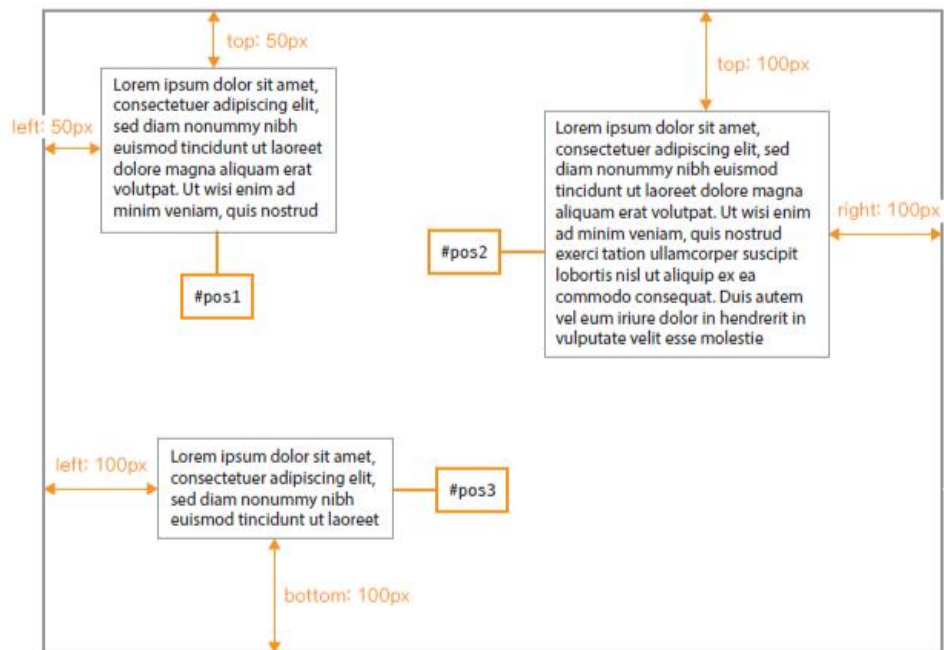 top: 50px
Lorem ipsum dolor sit amet,
consectetuer adipiscing elit,
sed diam nonummy nibh
euismod tincidunt ut laoreet
dolore magna aliquam erat
volutpat. Ut wisi enim ad
minim veniam, quis nostrud
left: 50px
#pos1
top: 100px
Lorem ipsum dolor sit amet,
consectetuer adipiscing elit, sed
diam nonummy nibh euismod
tincidunt ut laoreet dolore magna
aliquam erat volutpat. Ut wisi enim
ad minim veniam, quis nostrud
exerci tation ullamcorper suscipit
lobortis nisl ut aliquip ex ea
commodo consequat. Duis autem
vel eum iriure dolor in hendrerit in
vulputate velit esse molestie
right: 100px
#pos2
left: 100px
Lorem ipsum dolor sit amet,
consectetuer adipiscing elit,
sed diam nonummy nibh
euismod tincidunt ut laoreet
#pos3
bottom: 100px